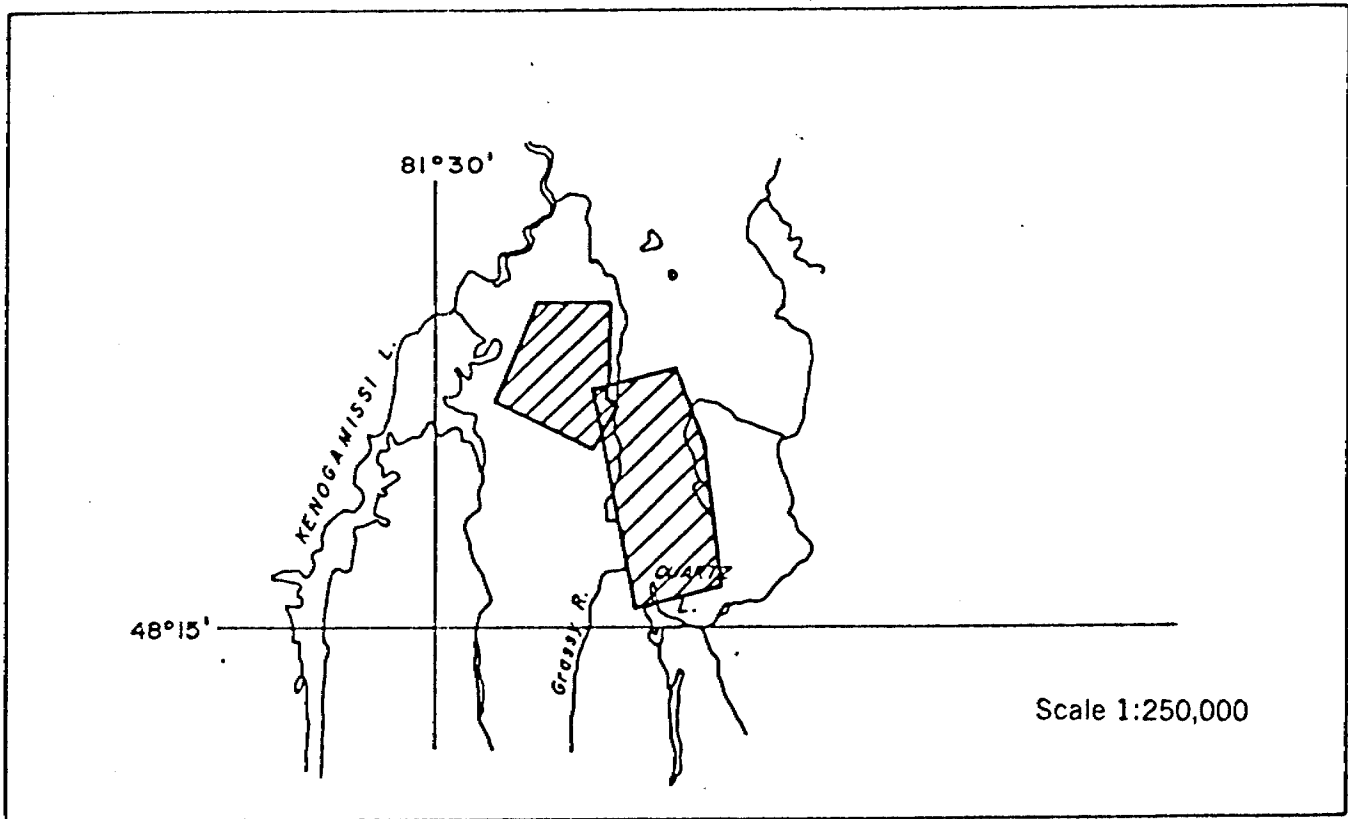 81°30'
KENOGAMISSI L.
QUARTZ
L.
Grassy R.
48°15'
Scale 1:250,000